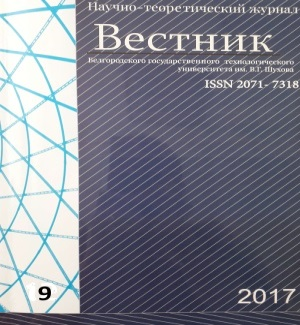 Научно-теоретический журнал
Вестник
Белгородского государственного технологического
университета им. В.Г. Шухова
ISSN 2071- 7318
9
2017